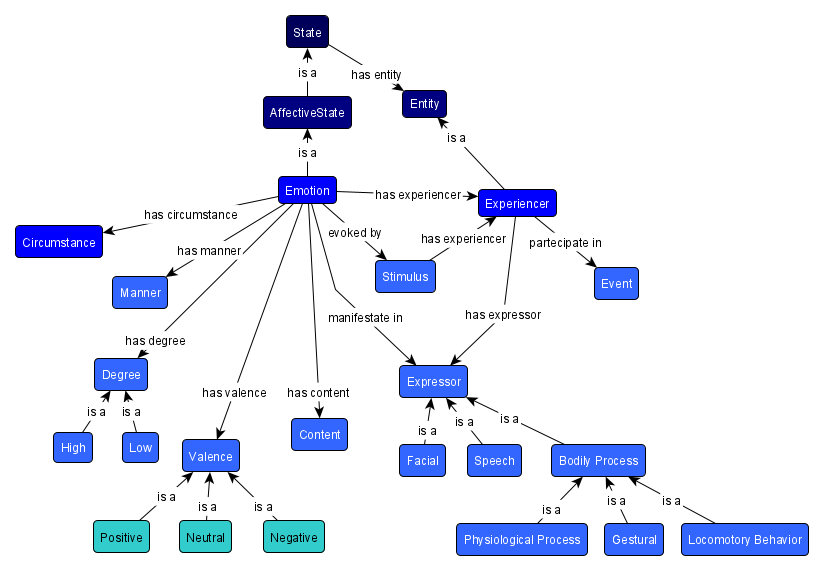 State
is a
has entity
AffectiveState
Entity
is a
is a
Emotion
has experiencer
Experiencer
has circumstance
evoked by
has experiencer
partecipate in
Circumstance
has manner
Stimulus
Event
Manner
manifestate in
has expressor
has degree
Degree
Expressor
has valence
has content
is a
is a
is a
is a
is a
High
Low
Valence
Content
Facial
Speech
Bodily Process
is a
is a
is a
is a
is a
is a
Positive
Neutral
Negative
Physiological Process
Gestural
Locomotory Behavior